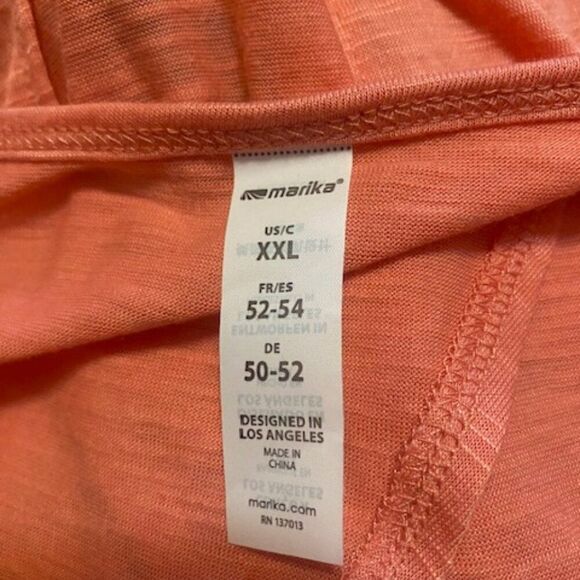 marika®
US/C
XXL
FR/ES
52-54
DE
50-52
DESIGNED IN
LOS ANGELES
MADE IN
CHINA
marika.com
RN 137013